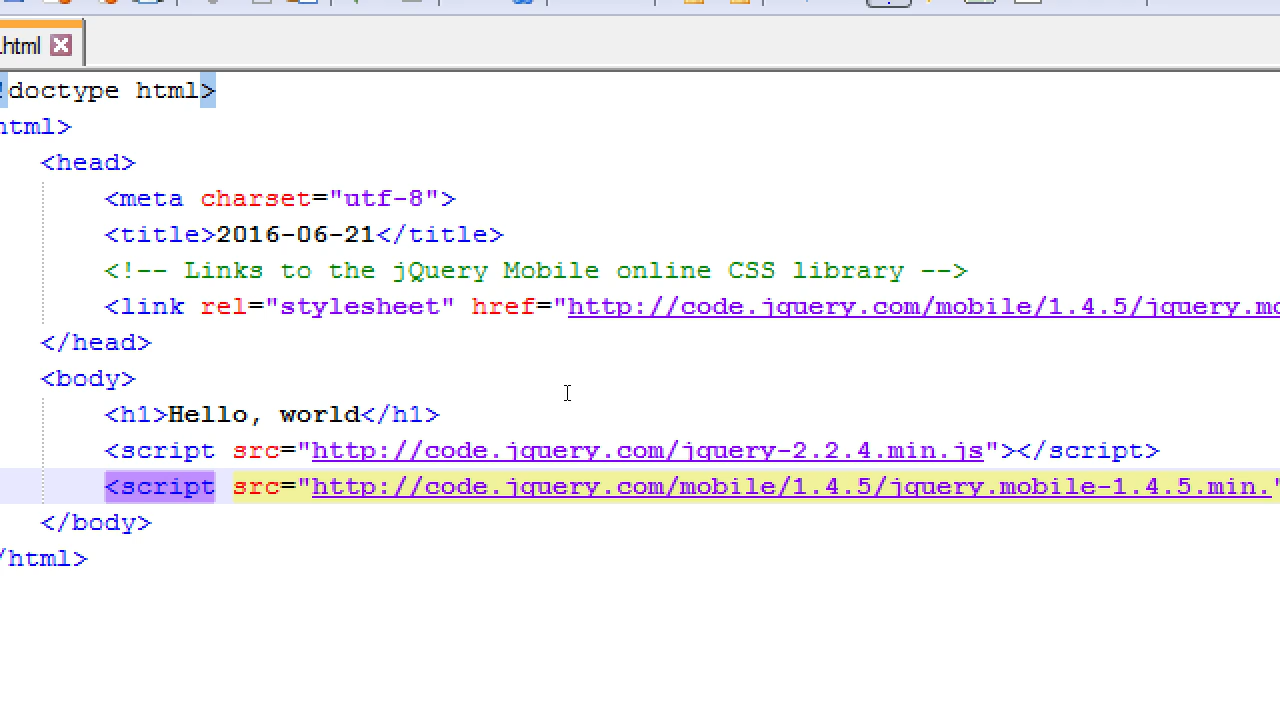 .html
!doctype html>
html>
<head>
<meta charset="utf-8">
<title>2016-06-21</title>
<!-- Links to the jQuery Mobile online CSS library -->
<link rel="stylesheet" href="http://code.jquery.com/mobile/1.4.5/jquery.mo
</head>
<body>
<h1>Hello, world</h1>
<script src="http://code.jquery.com/jquery-2.2.4.min.js"></script>
<script src="http://code.jquery.com/mobile/1.4.5/jquery.mobile-1.4.5.min."
</body>
/html>